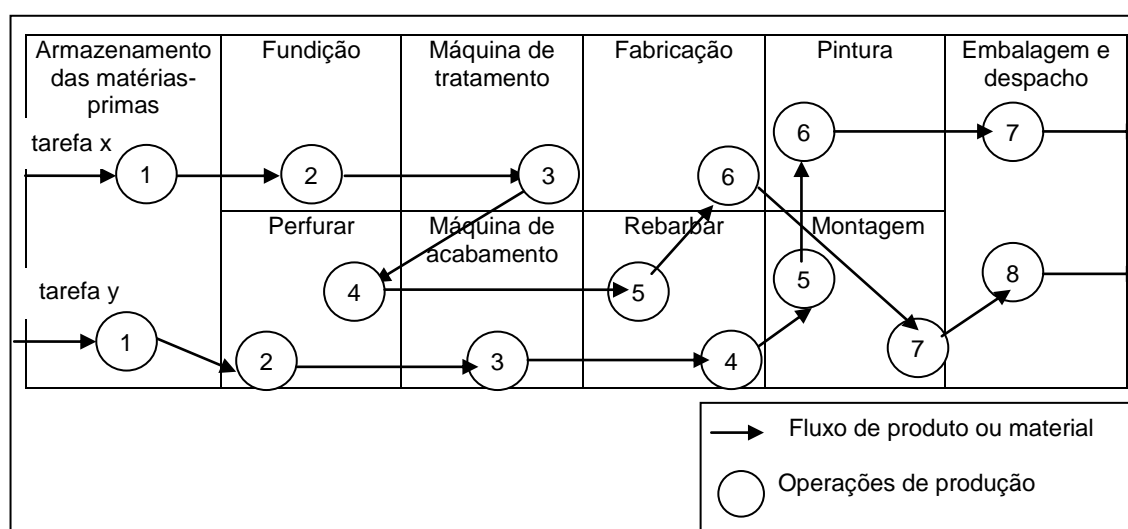 Armazenamento
das matérias-
primas
Fundição
Máquina de
tratamento
Fabricação
Pintura
Embalagem e
despacho
tarefa x
1
2
3
6
6
7
Perfurar
Máquina de
acabamento
Rebarbar
Montagem
4
5
5
8
tarefa y
1
2
3
4
7
Fluxo de produto ou material
Operações de produção